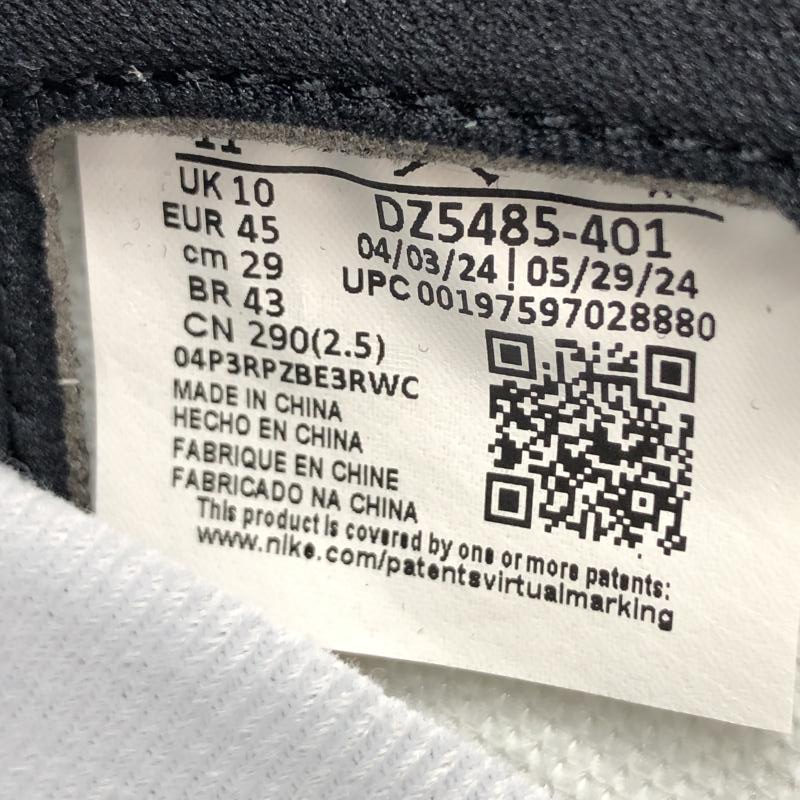 UK 10
EUR 45
cm 29
BR 43
CN 290(2.5)
04P3RPZBE3RWC
MADE IN CHINA
HECHO EN CHINA
FABRIQUE EN CHINE
FABRICADO NA CHINA
DZ5485-401
04/03/24 | 05/29/24
UPC 00197597028880
This product is covered by one or more patents:
www.nike.com/patentsvirtualmarking